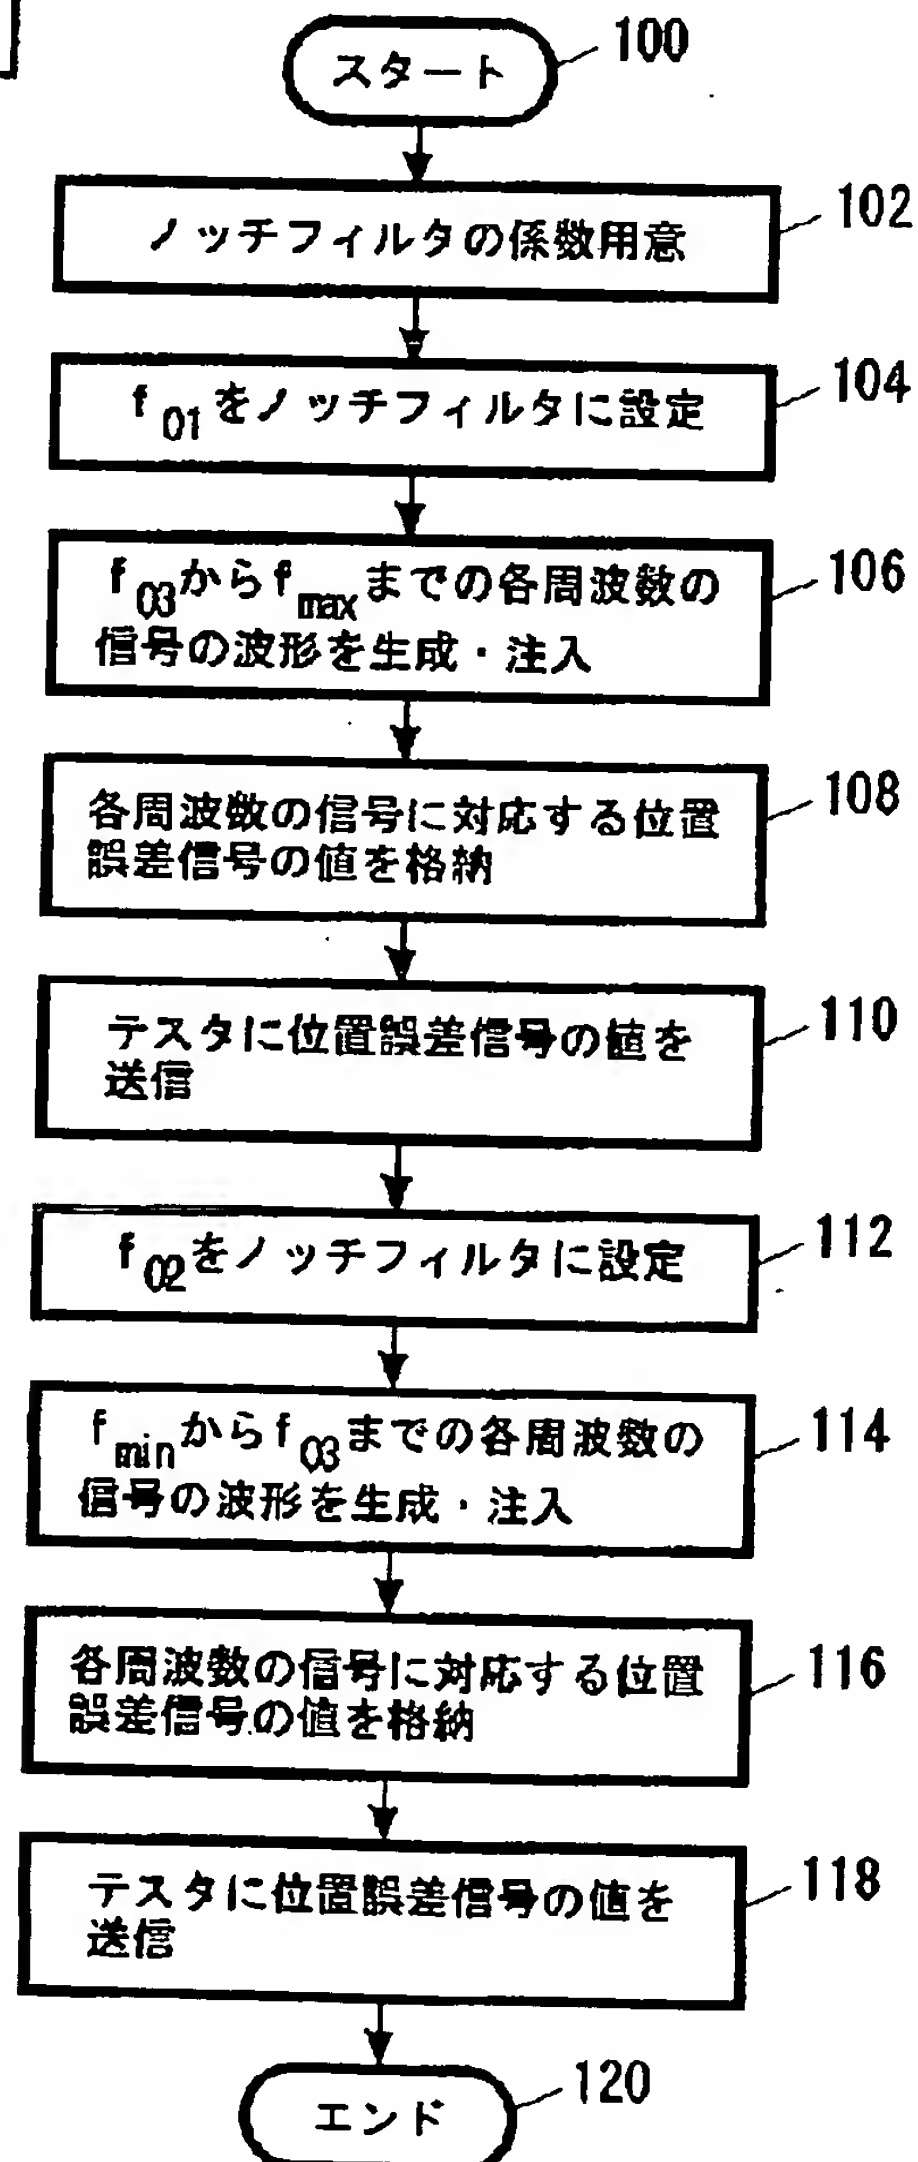 スタート
100
ノッチフィルタの係数用意
102
f01をノッチフィルタに設定
104
f03からfmaxまでの各周波数の
信号の波形を生成・注入
106
各周波数の信号に対応する位置
誤差信号の値を格納
108
テスタに位置誤差信号の値を
送信
110
f02をノッチフィルタに設定
112
fminからf03までの各周波数の
信号の波形を生成・注入
114
各周波数の信号に対応する位置
誤差信号の値を格納
116
テスタに位置誤差信号の値を
送信
118
エンド
120